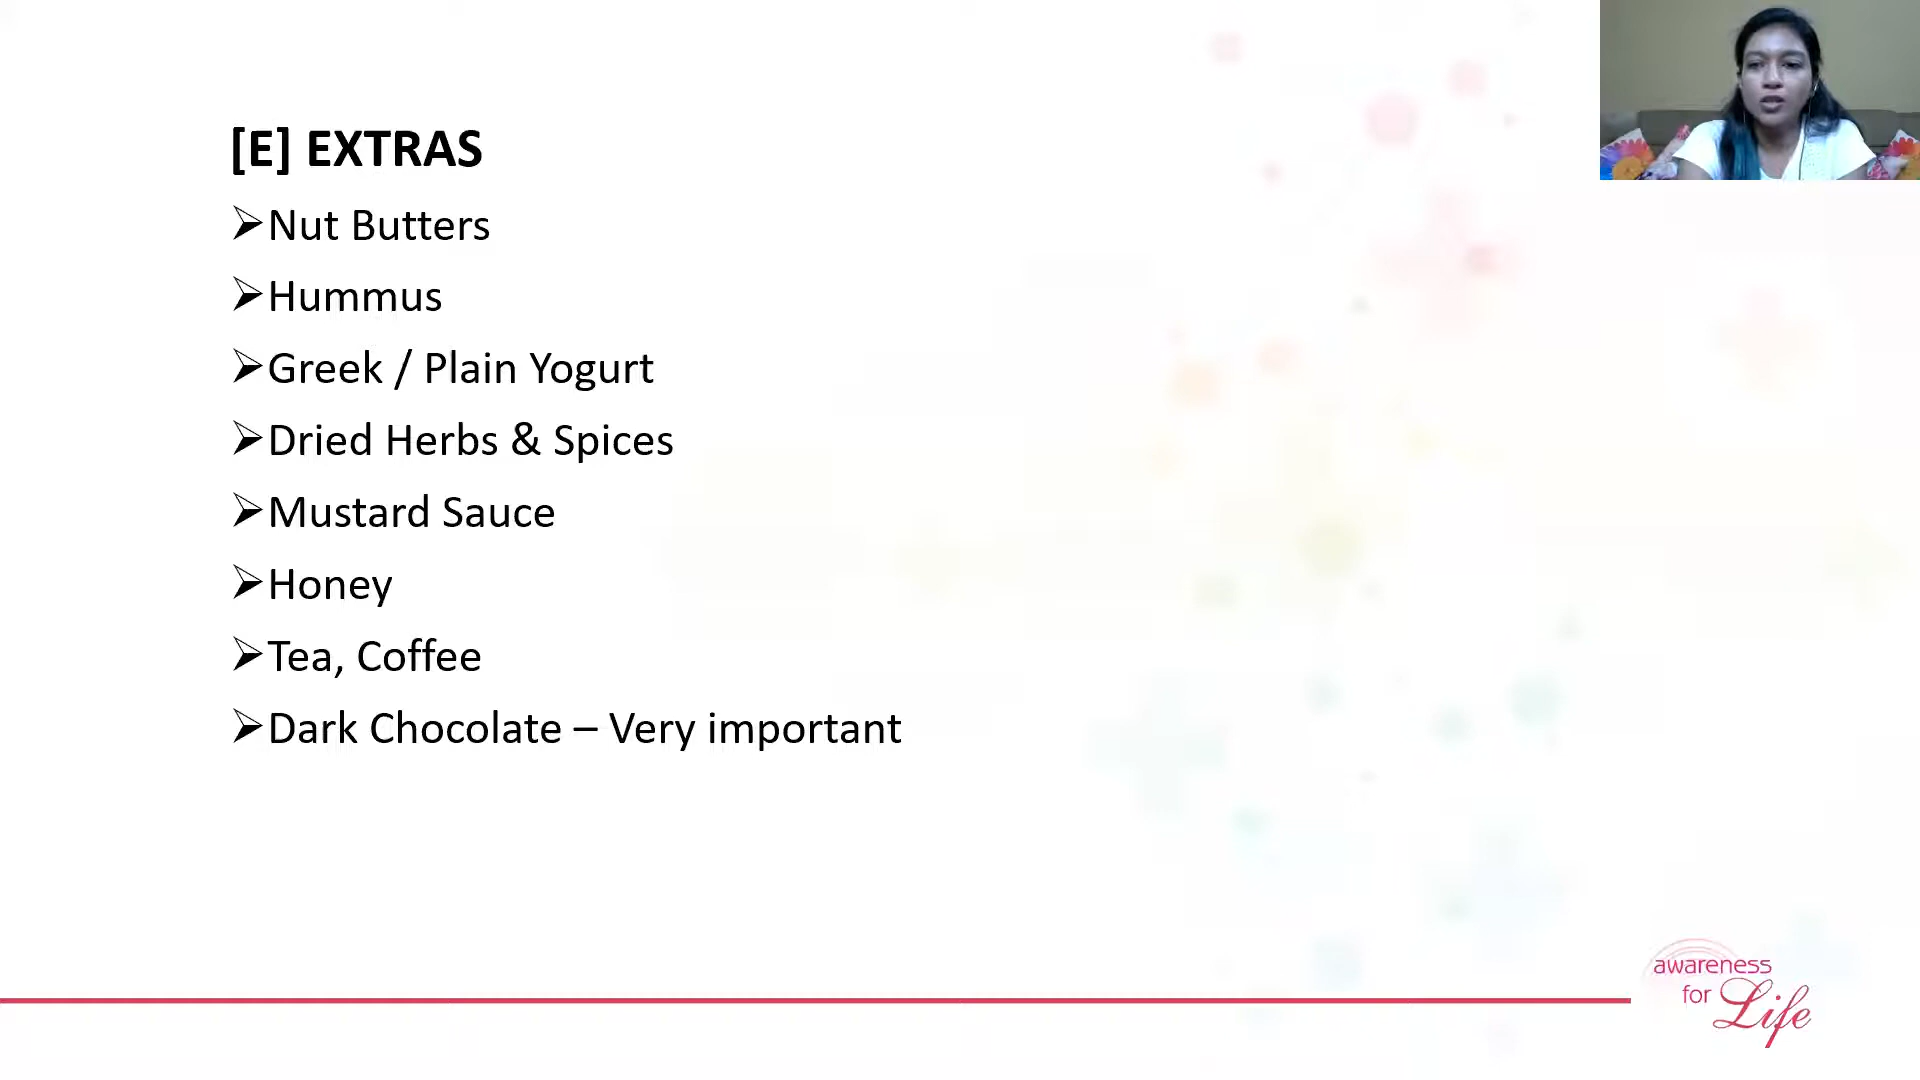 [E] EXTRAS
➢Nut Butters
➢Hummus
➢Greek / Plain Yogurt
➢Dried Herbs & Spices
➢Mustard Sauce
➢Honey
➢Tea, Coffee
➢Dark Chocolate – Very important
awareness
for Life